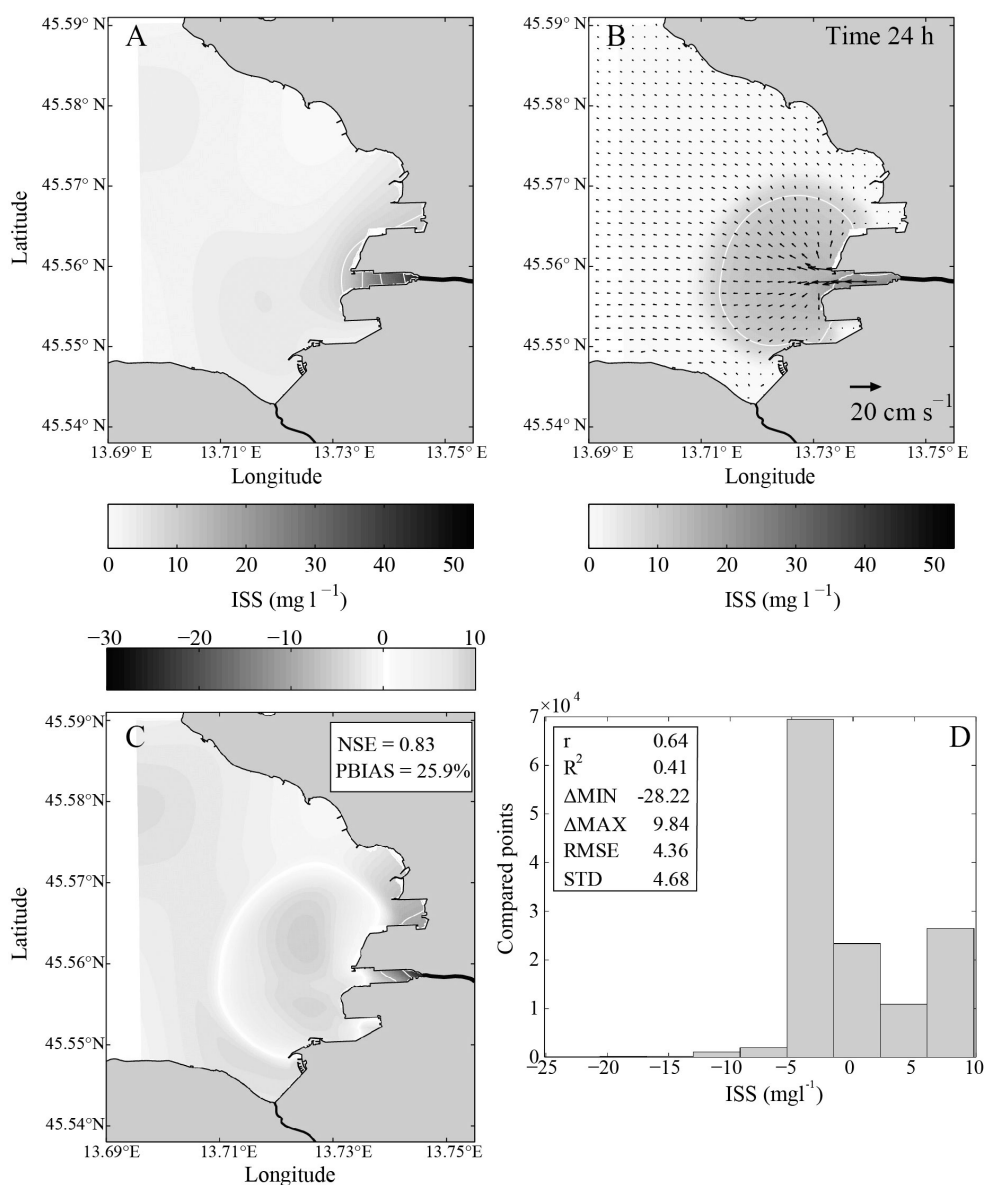 A
B
Time 24 h
45.59° N
45.58° N
45.57° N
45.56° N
45.55° N
45.54° N
Latitude
13.69° E
13.71° E
13.73° E
13.75° E
Longitude
45.59° N
45.58° N
45.57° N
45.56° N
45.55° N
45.54° N
20 cm s⁻¹
13.69° E
13.71° E
13.73° E
13.75° E
Longitude
0 10 20 30 40 50
ISS (mg l⁻¹)
0 10 20 30 40 50
ISS (mg l⁻¹)
−30 −20 −10 0 10
C
NSE = 0.83
PBIAS = 25.9%
45.59°N
45.58°N
45.57°N
45.56°N
45.55°N
45.54°N
Latitude
13.69°E
13.71°E
13.73°E
13.75°E
Longitude
×10⁴
D
r 0.64
R² 0.41
ΔMIN -28.22
ΔMAX 9.84
RMSE 4.36
STD 4.68
7
6
5
4
3
2
1
0
Compared points
−25 −20 −15 −10 −5 0 5 10
ISS (mgl⁻¹)